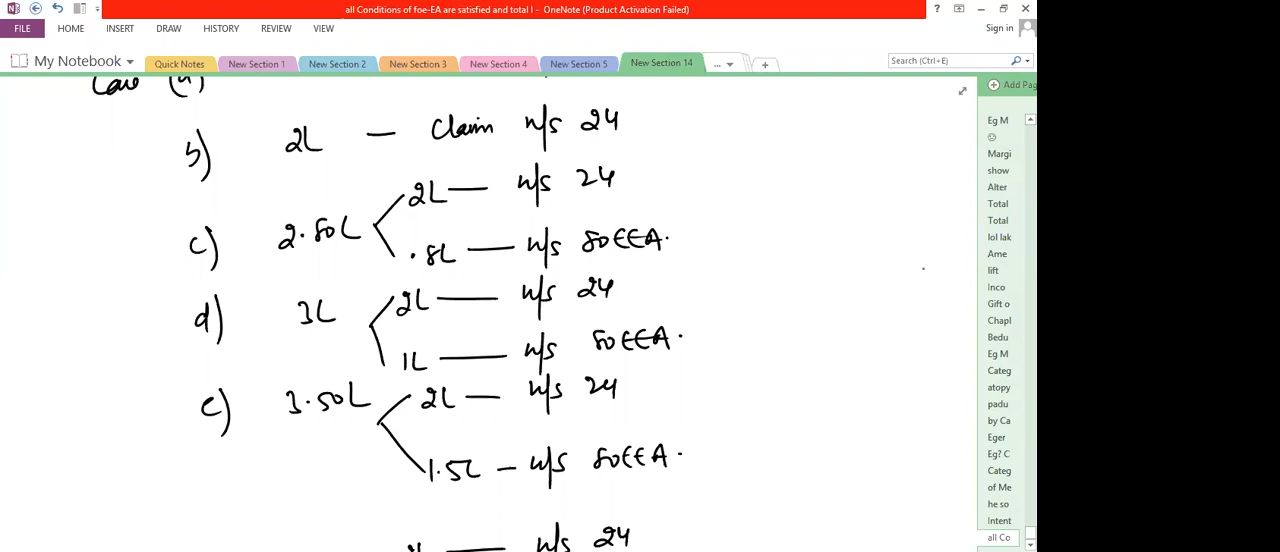 all Conditions of foe-EA are satisfied and total I - OneNote (Product Activation Failed)
Sign in
FILE HOME INSERT DRAW HISTORY REVIEW VIEW
My Notebook Quick Notes New Section 1 New Section 2 New Section 3 New Section 4 New Section 5 New Section 14 ... Search (Ctrl+E)
Add Pag
b) 2L — Claim u/s 24
c) 2.80L
2L — u/s 24
.8L — u/s 80EEA.
d) 3L
2L — u/s 24
1L — u/s 80EEA.
e) 3.50L
2L — u/s 24
1.5L — u/s 80EEA.
u/s 24
Eg M
Margi
show
Alter
Total
Total
lol lak
Ame
lift
Inco
Gift o
Chapl
Bedu
Eg M
Categ
atopy
padu
by Ca
Eger
Eg? C
Categ
of Me
he so
Intent
all Co